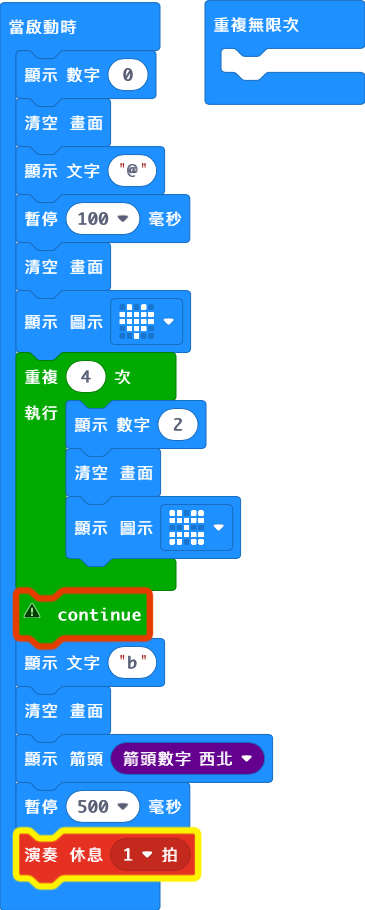 當啟動時
顯示 數字 0
清空 畫面
顯示 文字 "@"
暫停 100 毫秒
清空 畫面
顯示 圖示
重複 4 次
執行
顯示 數字 2
清空 畫面
顯示 圖示
continue
顯示 文字 "b"
清空 畫面
顯示 箭頭 箭頭數字 西北
暫停 500 毫秒
演奏 休息 1 拍
重複無限次